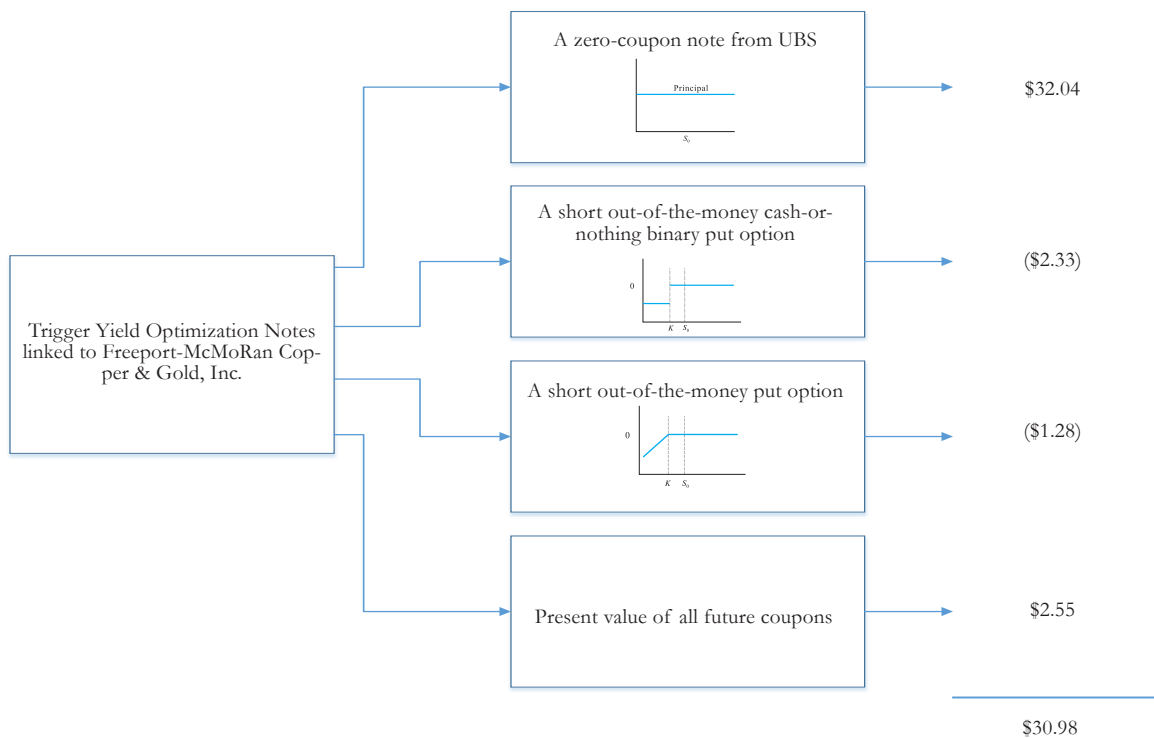 A zero-coupon note from UBS
Principal
S0
$32.04
A short out-of-the-money cash-or-
nothing binary put option
0
K
S0
($2.33)
Trigger Yield Optimization Notes
linked to Freeport-McMoRan Cop-
per & Gold, Inc.
A short out-of-the-money put option
0
K
S0
($1.28)
Present value of all future coupons
$2.55
$30.98